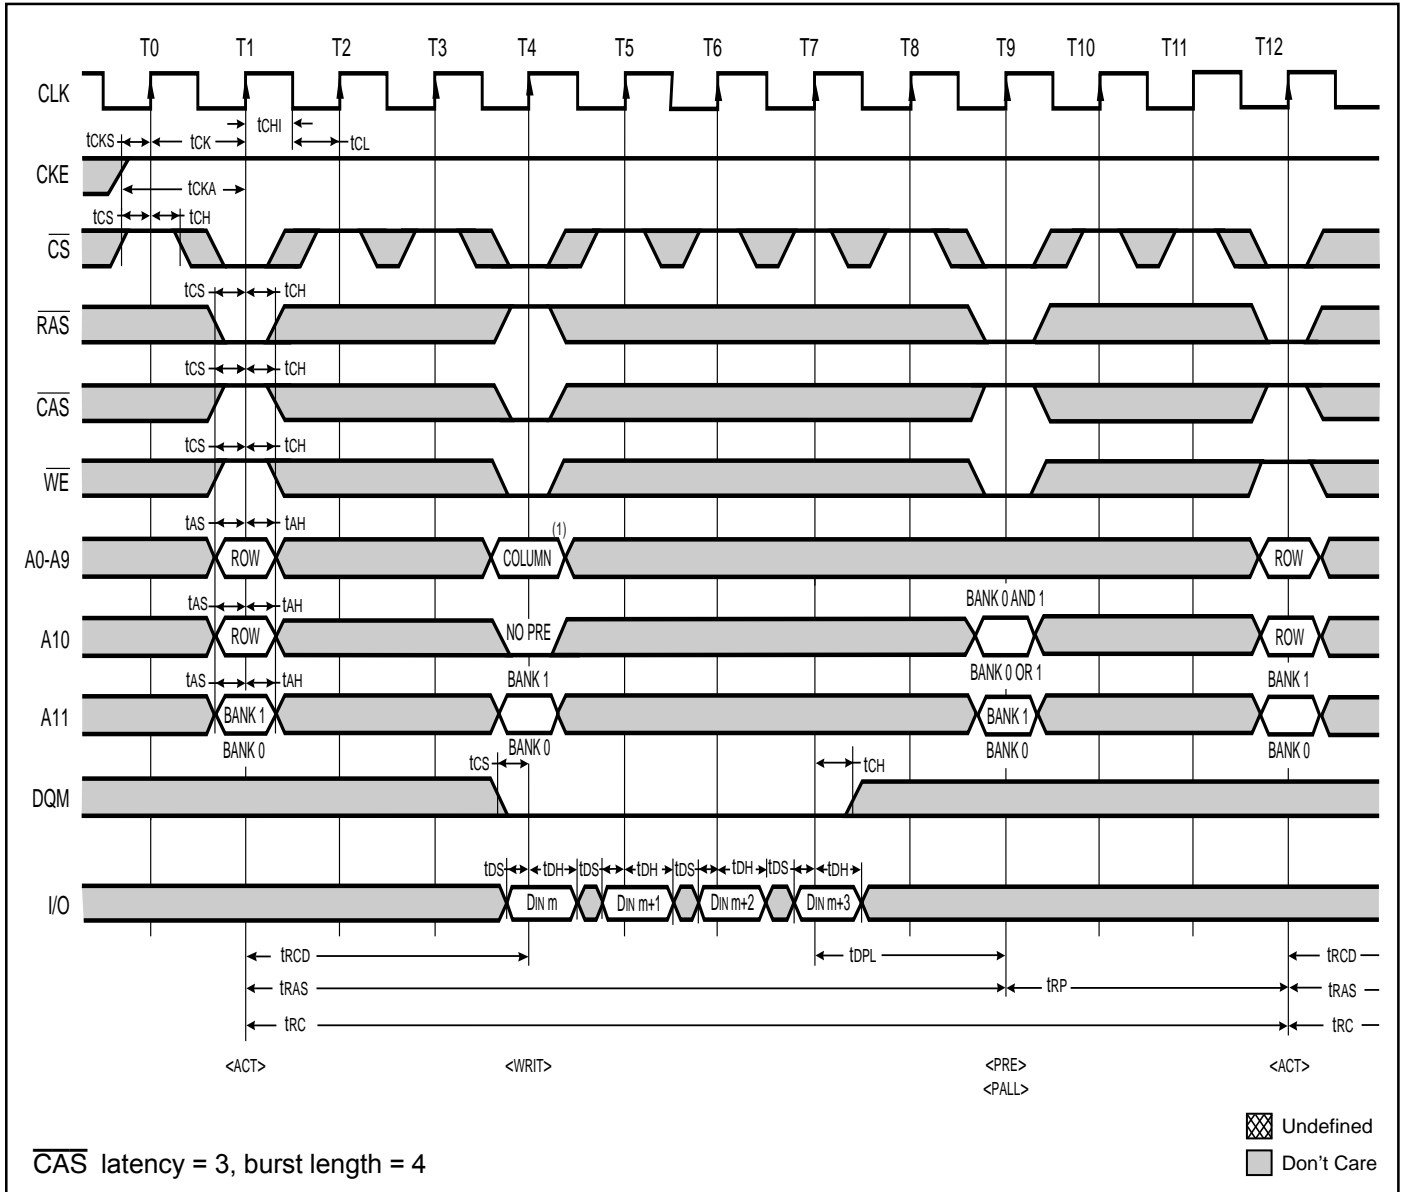 T0 T1 T2 T3 T4 T5 T6 T7 T8 T9 T10 T11 T12
CLK
tCHI
tCKS tCK tCL
CKE
tCKA
tCS tCH
CS
tCS tCH
RAS
tCS tCH
CAS
tCS tCH
WE
tAS tAH (1)
A0-A9 ROW COLUMN ROW
tAS tAH BANK 0 AND 1
A10 ROW NO PRE ROW
tAS tAH BANK 1 BANK 0 OR 1 BANK 1
A11 BANK 1 BANK 1
BANK 0 BANK 0 BANK 0 BANK 0
tCS tCH
DQM
tDS tDH tDS tDH tDS tDH tDS tDH
I/O DIN m DIN m+1 DIN m+2 DIN m+3
tRCD tDPL tRCD
tRAS tRP tRAS
tRC tRC
<ACT> <WRIT> <PRE> <ACT>
<PALL>
Undefined
CAS latency = 3, burst length = 4 Don't Care